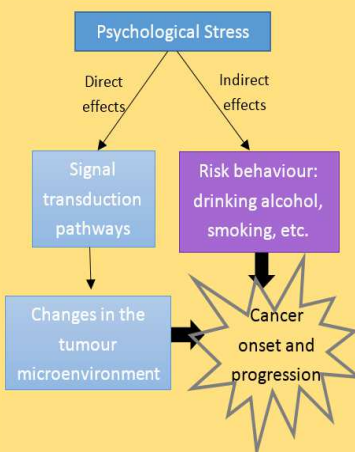 Psychological Stress
Direct
effects
Indirect
effects
Signal
transduction
pathways
Risk behaviour:
drinking alcohol,
smoking, etc.
Changes in the
tumour
microenvironment
Cancer
onset and
progression